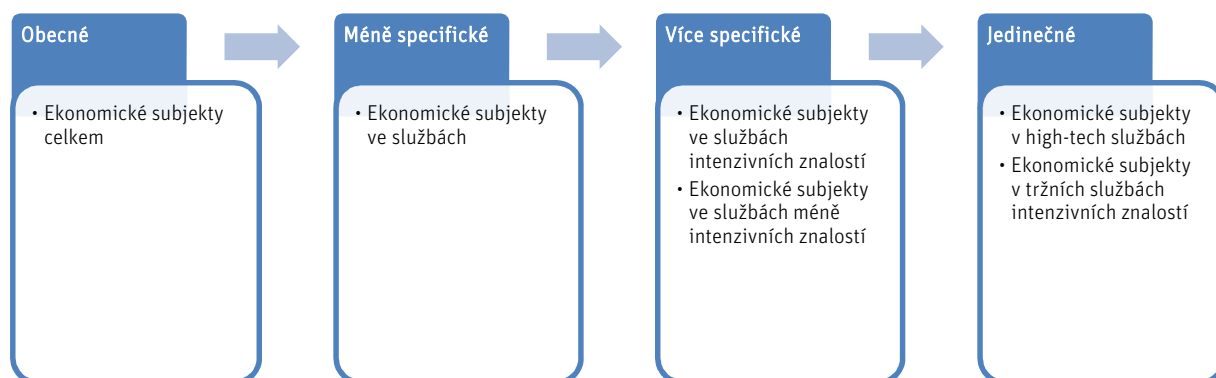 Obecné
• Ekonomické subjekty
celkem
Méně specifické
• Ekonomické subjekty
ve službách
Více specifické
• Ekonomické subjekty
ve službách
intenzivních znalostí
• Ekonomické subjekty
ve službách méně
intenzivních znalostí
Jedinečné
• Ekonomické subjekty
v high-tech službách
• Ekonomické subjekty
v tržních službách
intenzivních znalostí